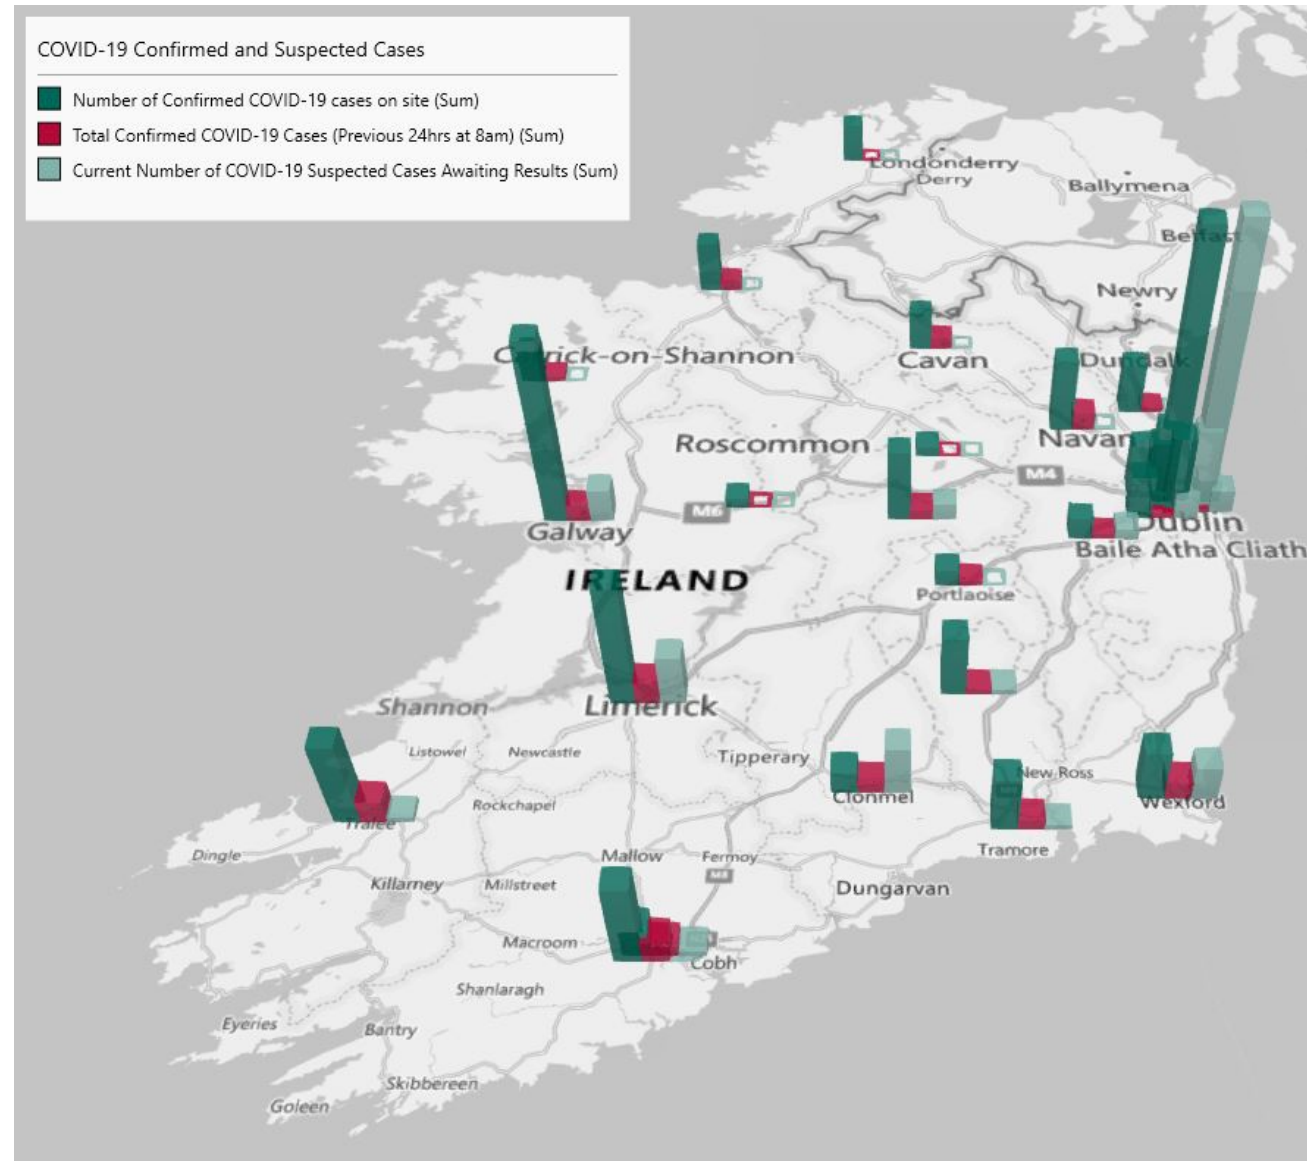 COVID-19 Confirmed and Suspected Cases
Number of Confirmed COVID-19 cases on site (Sum)
Total Confirmed COVID-19 Cases (Previous 24hrs at 8am) (Sum)
Current Number of COVID-19 Suspected Cases Awaiting Results (Sum)
Londonderry
Derry
Ballymena
Belfast
Newry
Carrick-on-Shannon
Cavan
Dundalk
Roscommon
Navan
M4
M6
Galway
Dublin
Baile Atha Cliath
IRELAND
Portlaoise
Shannon
Limerick
Listowel
Newcastle
Tipperary
New Ross
Clonmel
Wexford
Rockchapel
Tralee
Dingle
Mallow
Fermoy
Tramore
M8
Killarney
Millstreet
Dungarvan
Macroom
Cobh
Shanlaragh
Eyeries
Bantry
Skibbereen
Goleen